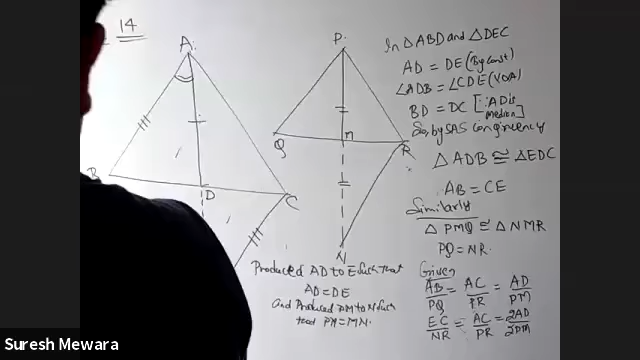 14
A
P
B
D
C
Q
m
R
N
Produced AD to E such that
AD = DE
And Produced PM to N such
that PM = MN.
In △ABD and △DEC
AD = DE (By const)
∠ADB = ∠CDE (VOA)
BD = DC [∵ AD is median]
So, by SAS congruency
△ADB ≅ △EDC
AB = CE
Similarly
△PMQ ≅ △NMR
PQ = NR.
Given
AB/PQ = AC/PR = AD/PM
EC/NR = AC/PR = 2AD/2PM
Suresh Mewara